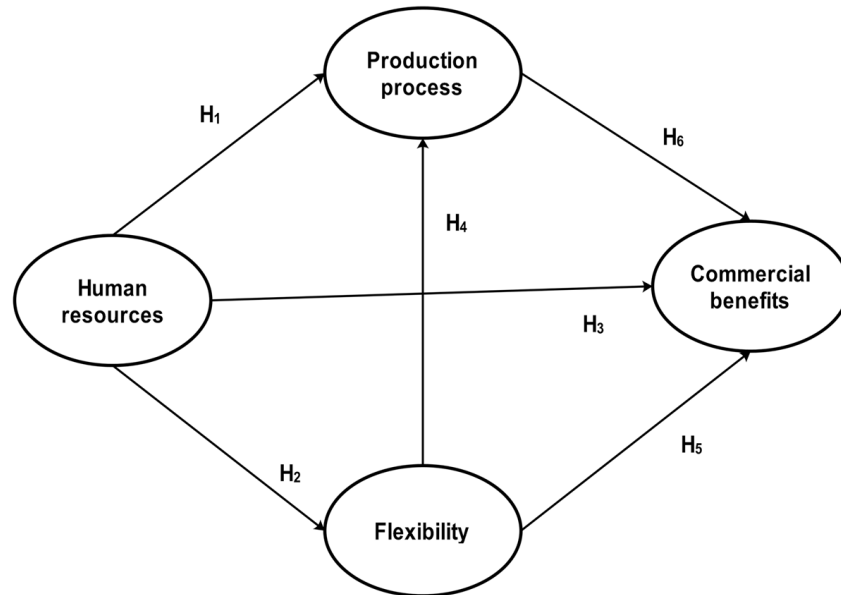 Production
process
H₁
H₆
H₄
Human
resources
Commercial
benefits
H₃
H₂
H₅
Flexibility